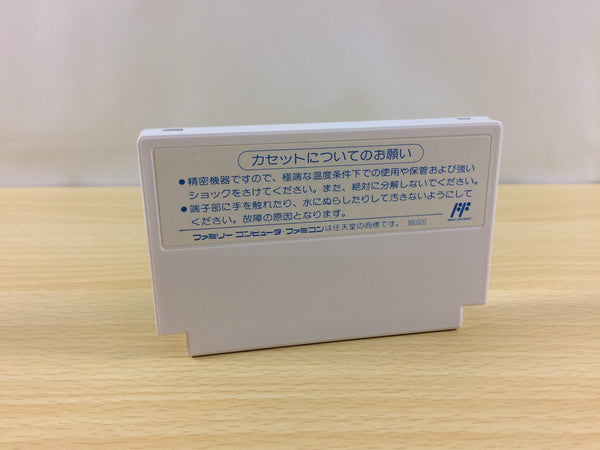 カセットについてのお願い
●精密機器ですので、極端な温度条件下での使用や保管および強い
ショックをさけてください。また、絶対に分解しないでください。
●端子部に手を触れたり、水にぬらしたりして汚さないようにして
ください。故障の原因となります。
ファミリー コンピュータ・ファミコンは任天堂の商標です。 880920